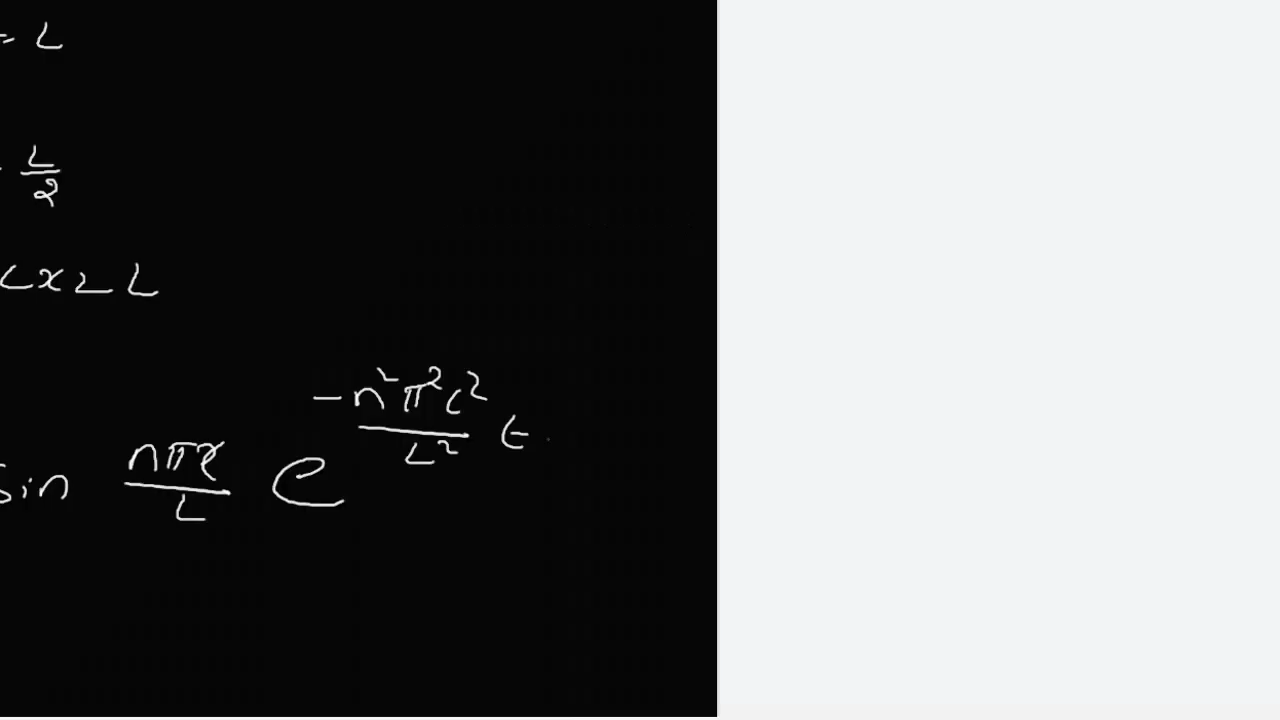 = L
L/2
< x < L
sin nπx/L e^(-n²π²c²/L² t)